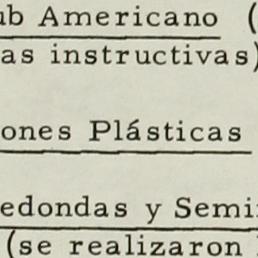 ub Americano (
as instructivas)
ones Plásticas
edondas y Semi
(se realizaron